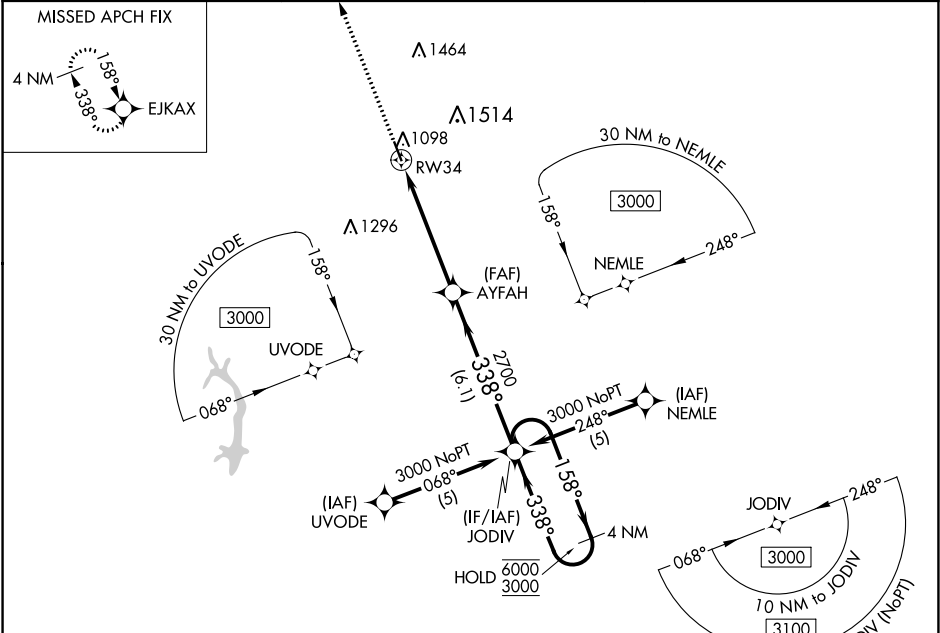 MISSED APCH FIX
4 NM
158°
338°
EJKAX
1464
1514
1098
RW34
1296
30 NM to NEMLE
3000
158°
248°
NEMLE
30 NM to UVODE
3000
158°
UVODE
068°
(FAF)
AYFAH
2700
338°
(6.1)
3000 NoPT
248°
(5)
(IAF)
NEMLE
3000 NoPT
068°
(5)
(IAF)
UVODE
(IF/IAF)
JODIV
338°
158°
4 NM
HOLD
6000
3000
JODIV
248°
068°
3000
10 NM to JODIV
3100
(NoPT)